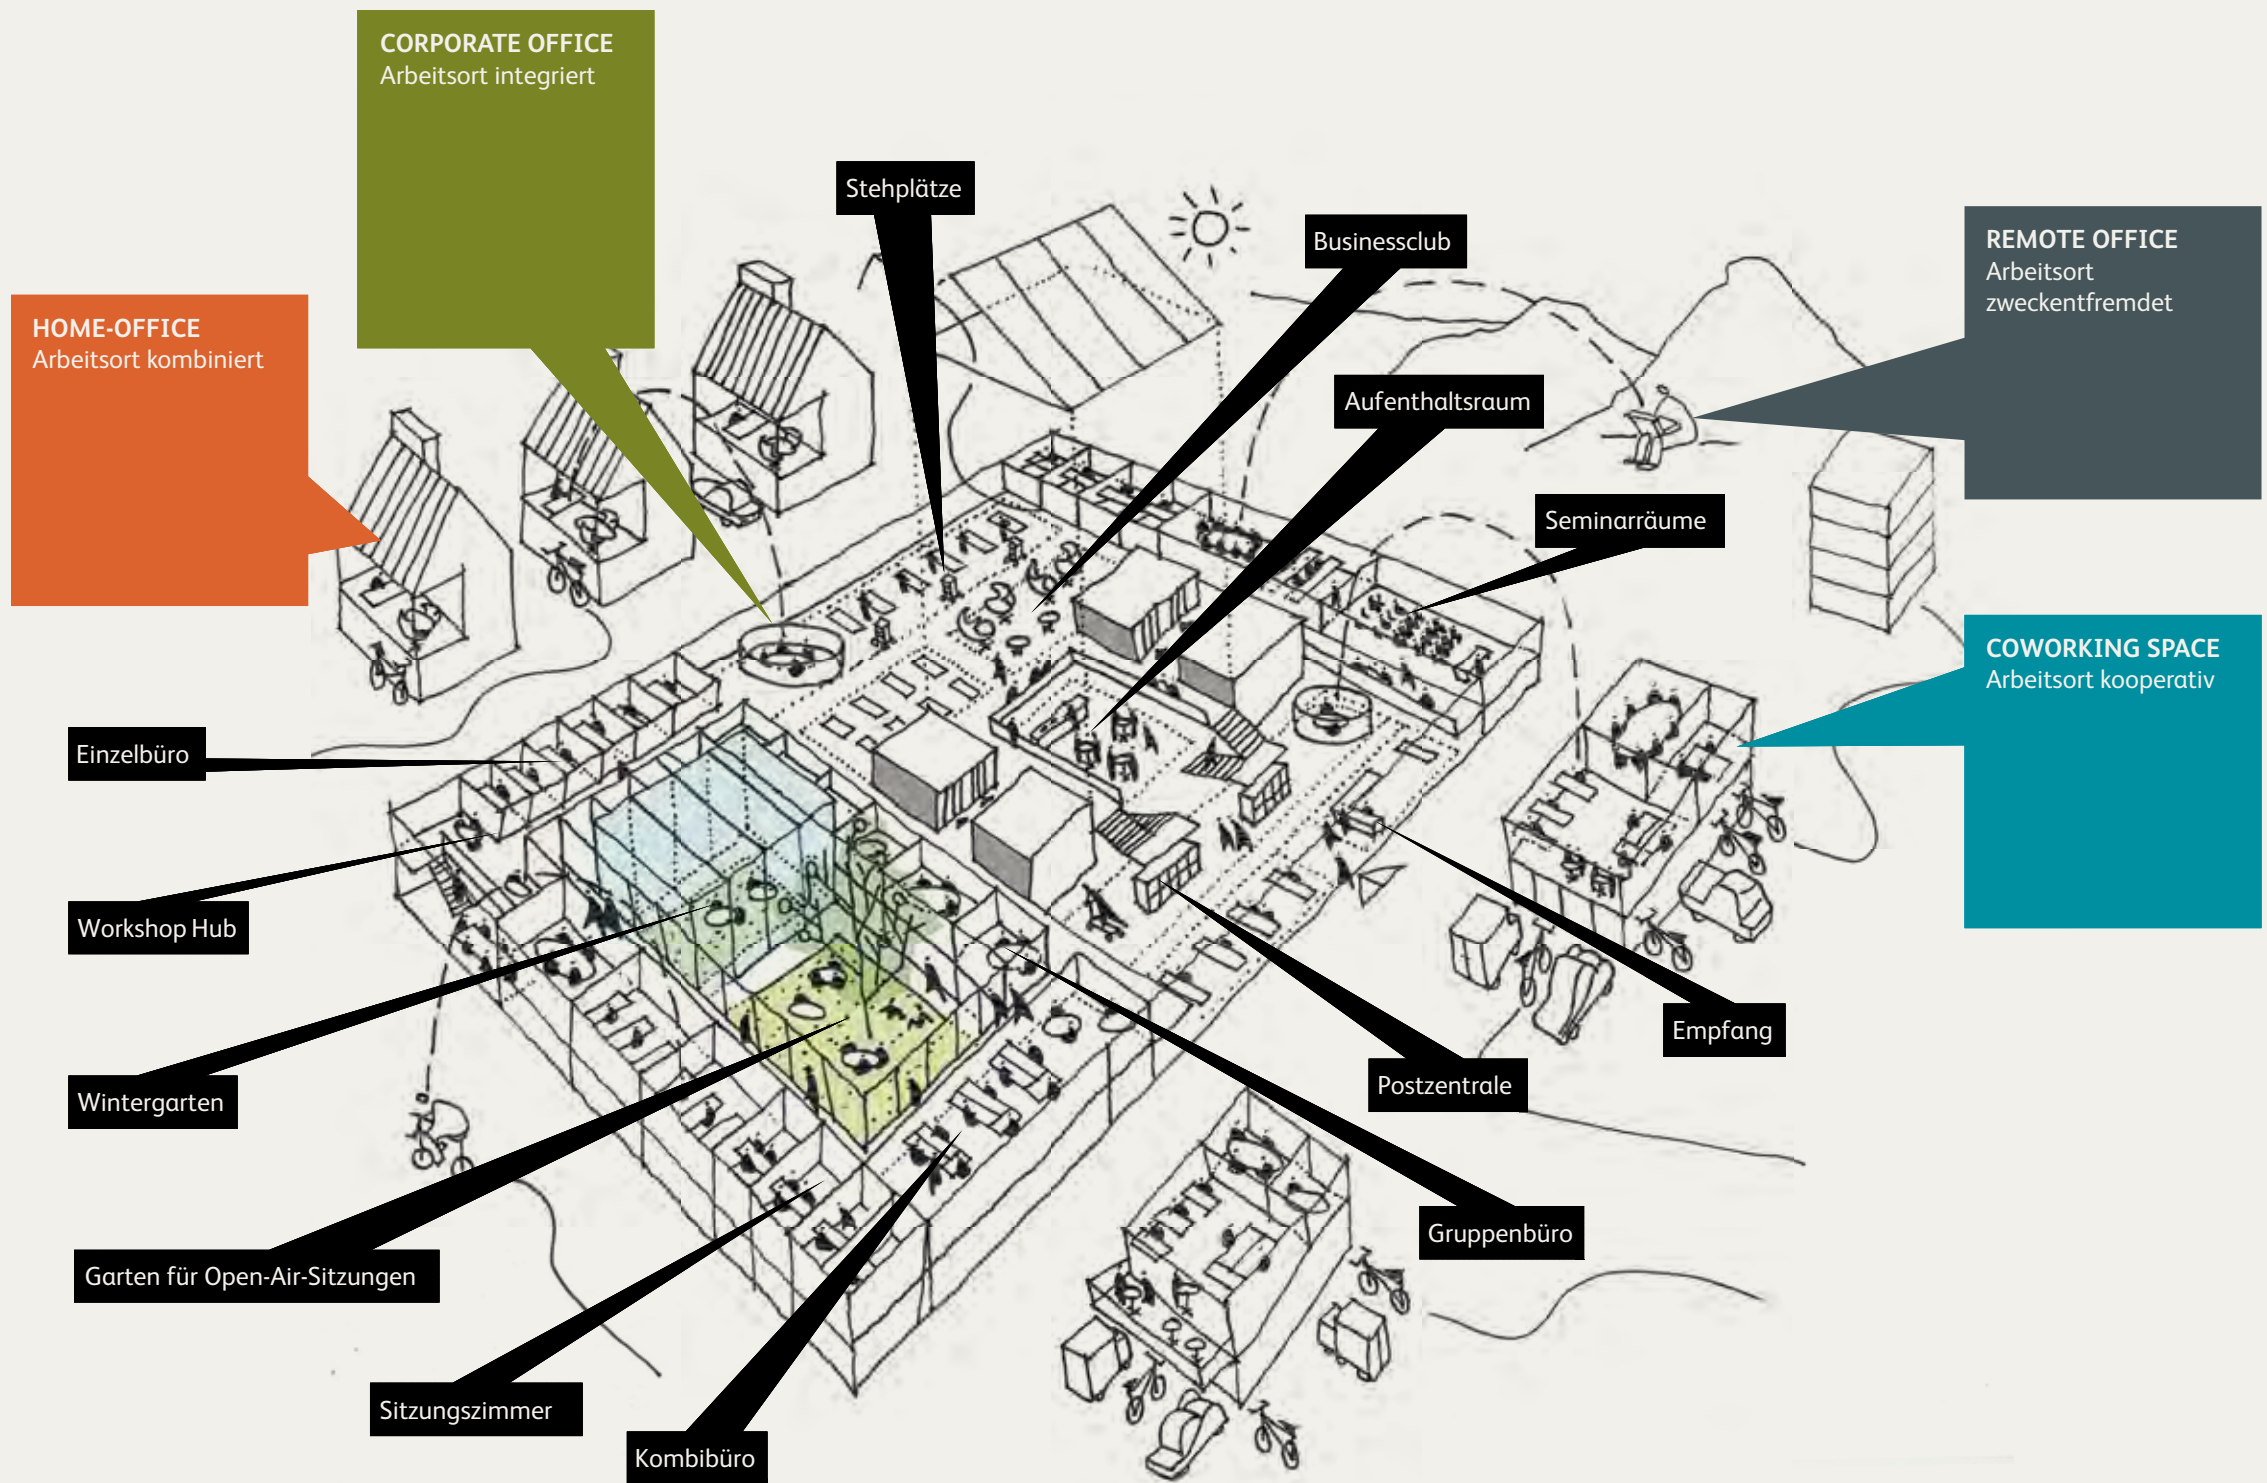 CORPORATE OFFICE
Arbeitsort integriert
Stehplätze
Businessclub
REMOTE OFFICE
Arbeitsort
zweckentfremdet
HOME-OFFICE
Arbeitsort kombiniert
Aufenthaltsraum
Seminarräume
COWORKING SPACE
Arbeitsort kooperativ
Einzelbüro
Workshop Hub
Empfang
Wintergarten
Postzentrale
Gruppenbüro
Garten für Open-Air-Sitzungen
Sitzungszimmer
Kombibüro